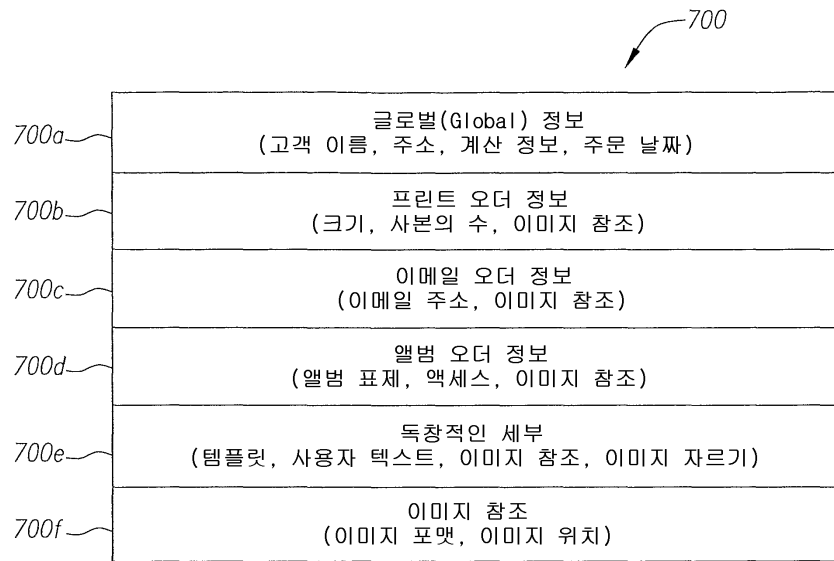 700
700a
글로벌(Global) 정보
(고객 이름, 주소, 계산 정보, 주문 날짜)
700b
프린트 오더 정보
(크기, 사본의 수, 이미지 참조)
700c
이메일 오더 정보
(이메일 주소, 이미지 참조)
700d
앨범 오더 정보
(앨범 표제, 액세스, 이미지 참조)
700e
독창적인 세부
(템플릿, 사용자 텍스트, 이미지 참조, 이미지 자르기)
700f
이미지 참조
(이미지 포맷, 이미지 위치)